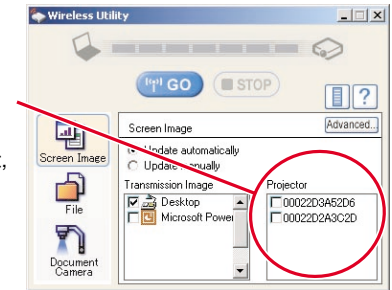 Wireless Utility
GO
STOP
?
Screen Image
Advanced...
Update automatically
Update manually
Screen Image
t,
Transmission Image
Projector
Desktop
00022D3A52D6
Microsoft Power
00022D2A3C2D
File
Document
Camera